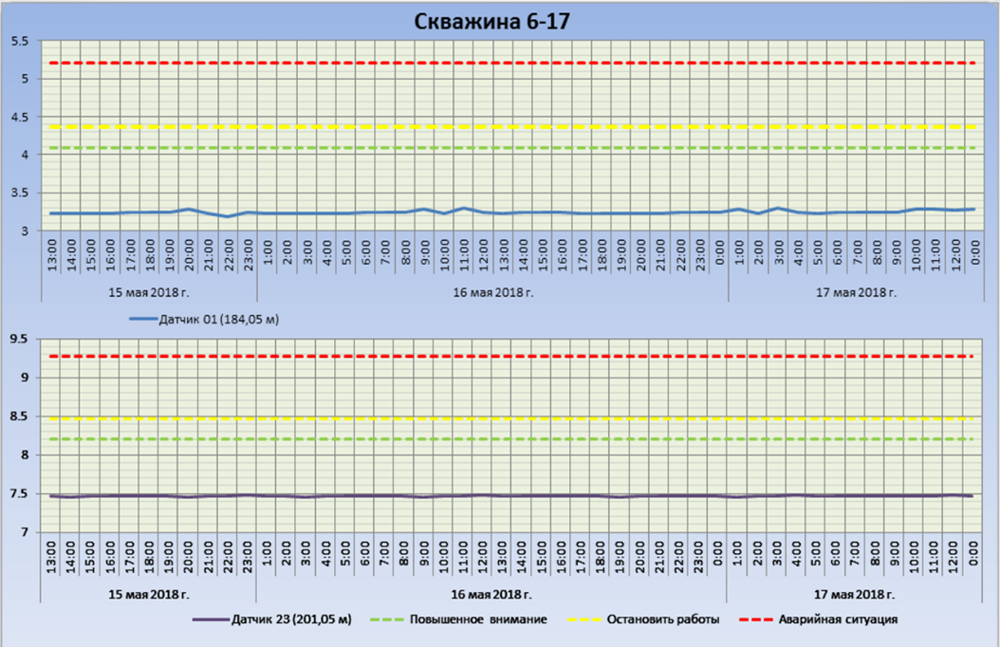 Скважина 6-17
5.5
5
4.5
4
3.5
3
13:00 14:00 15:00 16:00 17:00 18:00 19:00 20:00 21:00 22:00 23:00 1:00 2:00 3:00 4:00 5:00 6:00 7:00 8:00 9:00 10:00 11:00 12:00 13:00 14:00 15:00 16:00 17:00 18:00 19:00 20:00 21:00 22:00 23:00 0:00 1:00 2:00 3:00 4:00 5:00 6:00 7:00 8:00 9:00 10:00 11:00 12:00 0:00
15 мая 2018 г. 16 мая 2018 г. 17 мая 2018 г.
Датчик 01 (184,05 м)
9.5
9
8.5
8
7.5
7
13:00 14:00 15:00 16:00 17:00 18:00 19:00 20:00 21:00 22:00 23:00 1:00 2:00 3:00 4:00 5:00 6:00 7:00 8:00 9:00 10:00 11:00 12:00 13:00 14:00 15:00 16:00 17:00 18:00 19:00 20:00 21:00 22:00 23:00 0:00 1:00 2:00 3:00 4:00 5:00 6:00 7:00 8:00 9:00 10:00 11:00 12:00 0:00
15 мая 2018 г. 16 мая 2018 г. 17 мая 2018 г.
Датчик 23 (201,05 м) Повышенное внимание Остановить работы Аварийная ситуация